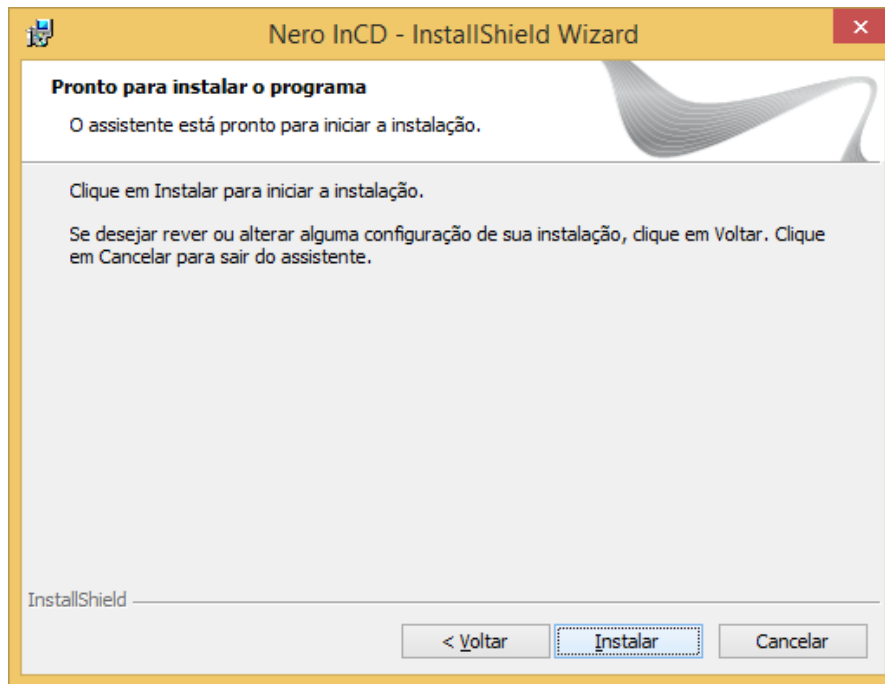 Nero InCD - InstallShield Wizard
Pronto para instalar o programa
O assistente está pronto para iniciar a instalação.
Clique em Instalar para iniciar a instalação.
Se desejar rever ou alterar alguma configuração de sua instalação, clique em Voltar. Clique
em Cancelar para sair do assistente.
InstallShield
< Voltar
Instalar
Cancelar